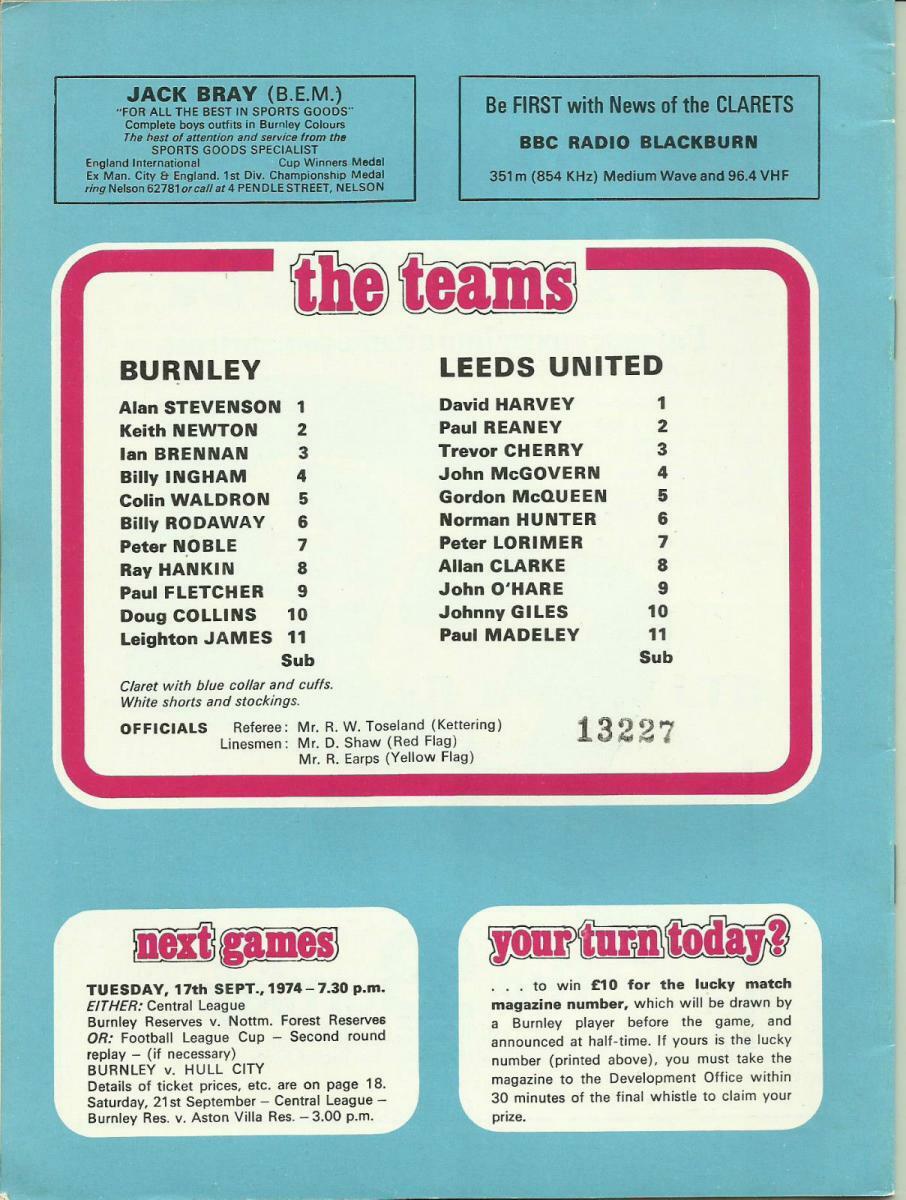 JACK BRAY (B.E.M.)
"FOR ALL THE BEST IN SPORTS GOODS"
Complete boys outfits in Burnley Colours
The best of attention and service from the
SPORTS GOODS SPECIALIST
England International Cup Winners Medal
Ex Man. City & England. 1st Div. Championship Medal
ring Nelson 62781 or call at 4 PENDLE STREET, NELSON
Be FIRST with News of the CLARETS
BBC RADIO BLACKBURN
351m (854 KHz) Medium Wave and 96.4 VHF
the teams
BURNLEY
Alan STEVENSON 1
Keith NEWTON 2
Ian BRENNAN 3
Billy INGHAM 4
Colin WALDRON 5
Billy RODAWAY 6
Peter NOBLE 7
Ray HANKIN 8
Paul FLETCHER 9
Doug COLLINS 10
Leighton JAMES 11
Sub
LEEDS UNITED
David HARVEY 1
Paul REANEY 2
Trevor CHERRY 3
John McGOVERN 4
Gordon McQUEEN 5
Norman HUNTER 6
Peter LORIMER 7
Allan CLARKE 8
John O'HARE 9
Johnny GILES 10
Paul MADELEY 11
Sub
Claret with blue collar and cuffs.
White shorts and stockings.
OFFICIALS Referee: Mr. R. W. Toseland (Kettering)
Linesmen: Mr. D. Shaw (Red Flag)
Mr. R. Earps (Yellow Flag)
13227
next games
TUESDAY, 17th SEPT., 1974 – 7.30 p.m.
EITHER: Central League
Burnley Reserves v. Nottm. Forest Reserves
OR: Football League Cup – Second round
replay – (if necessary)
BURNLEY v. HULL CITY
Details of ticket prices, etc. are on page 18.
Saturday, 21st September – Central League –
Burnley Res. v. Aston Villa Res. – 3.00 p.m.
your turn today?
. . . to win £10 for the lucky match
magazine number, which will be drawn by
a Burnley player before the game, and
announced at half-time. If yours is the lucky
number (printed above), you must take the
magazine to the Development Office within
30 minutes of the final whistle to claim your
prize.